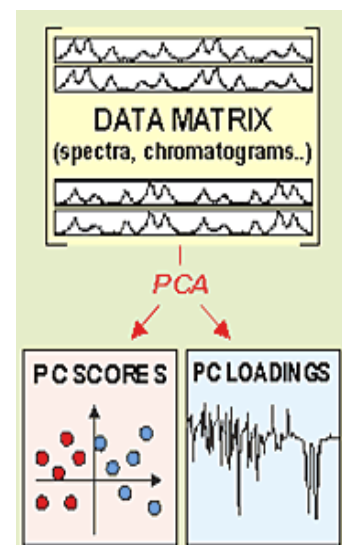 DATA MATRIX
(spectra, chromatograms..)
PCA
PC SCORES
PC LOADINGS